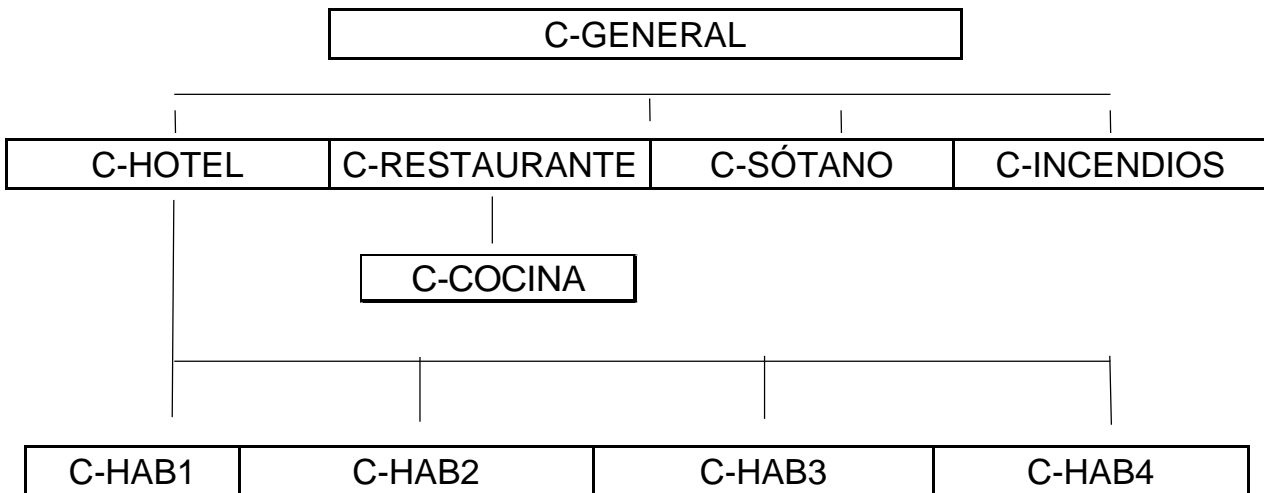 C-GENERAL
C-HOTEL C-RESTAURANTE C-SÓTANO C-INCENDIOS
C-COCINA
C-HAB1 C-HAB2 C-HAB3 C-HAB4